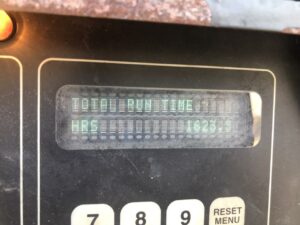 TOTAL RUN TIME
HRS 1623.9
7 8 9 RESET
MENU